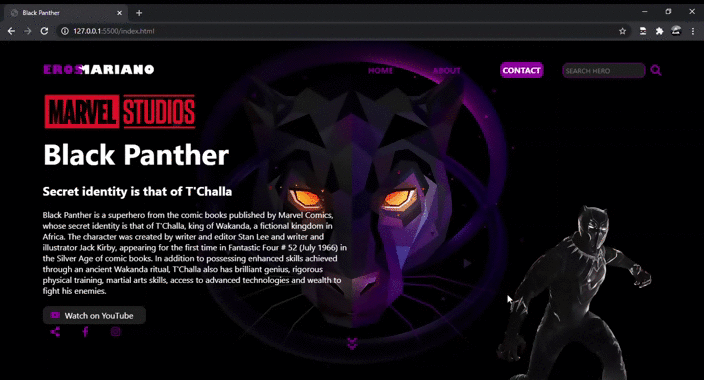 Black Panther
127.0.0.1:5500/index.html
EROSMARIANO
HOME
ABOUT
CONTACT
SEARCH HERO
MARVEL STUDIOS
Black Panther
Secret identity is that of T'Challa
Black Panther is a superhero from the comic books published by Marvel Comics,
whose secret identity is that of T'Challa, king of Wakanda, a fictional kingdom in
Africa. The character was created by writer and editor Stan Lee and writer and
illustrator Jack Kirby, appearing for the first time in Fantastic Four # 52 (July 1966) in
the Silver Age of comic books. In addition to possessing enhanced skills achieved
through an ancient Wakanda ritual, T'Challa also has brilliant genius, rigorous
physical training, martial arts skills, access to advanced technologies and wealth to
fight his enemies.
Watch on YouTube